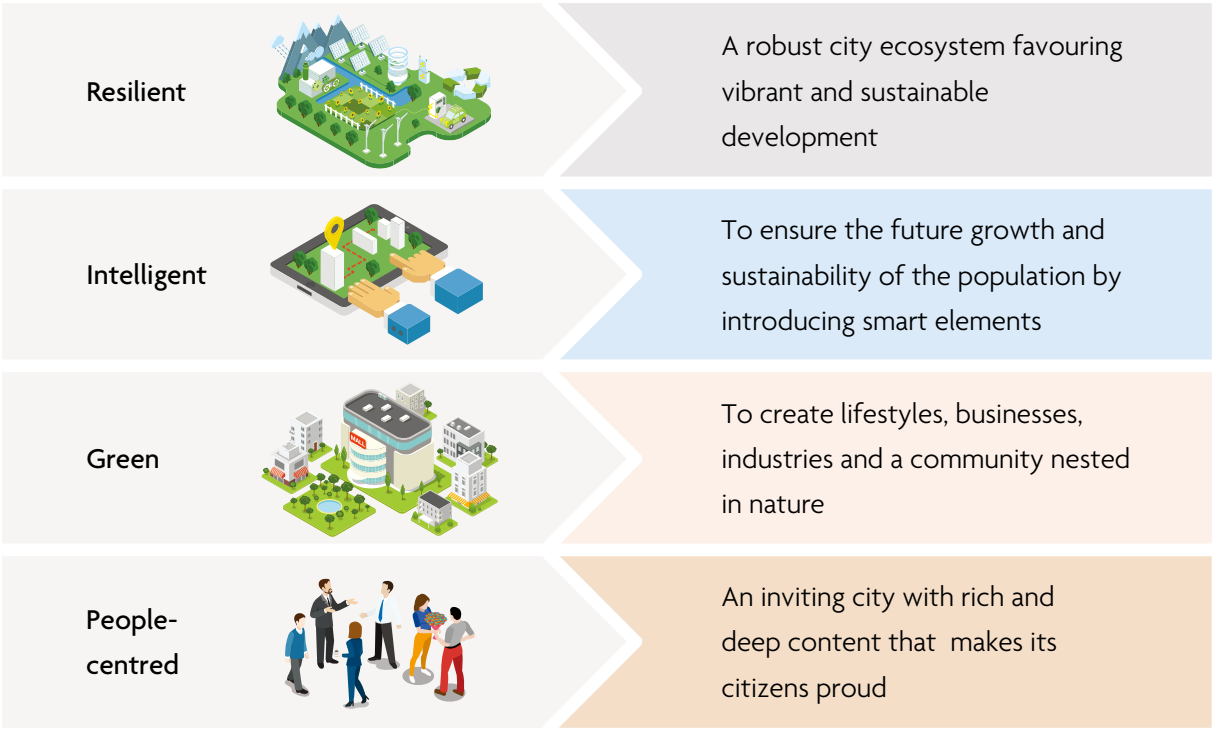 Resilient
A robust city ecosystem favouring
vibrant and sustainable
development
Intelligent
To ensure the future growth and
sustainability of the population by
introducing smart elements
Green
MALL
To create lifestyles, businesses,
industries and a community nested
in nature
People-
centred
An inviting city with rich and
deep content that  makes its
citizens proud